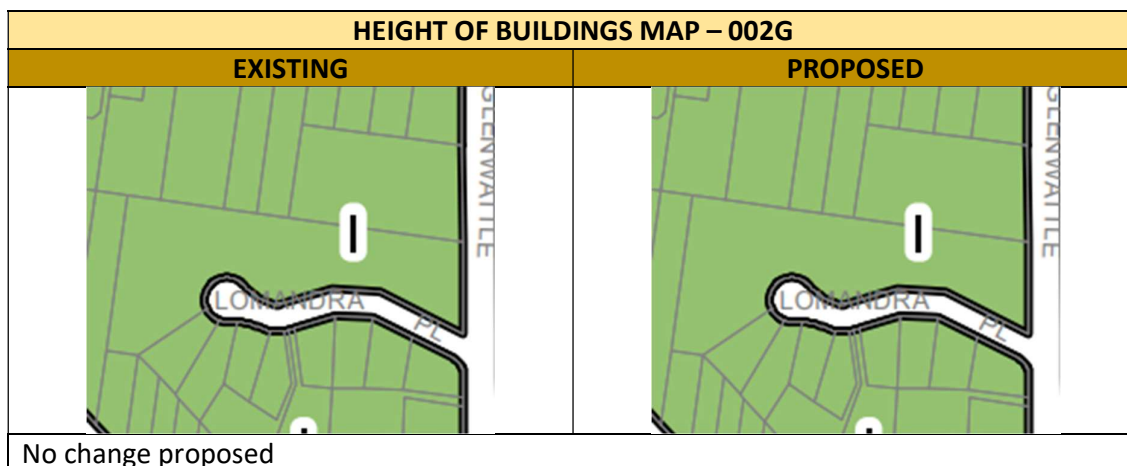 HEIGHT OF BUILDINGS MAP – 002G
EXISTING
PROPOSED
GLENWATTLE
I
LOMANDRA
PL
GLENWATTLE
I
LOMANDRA
PL
No change proposed